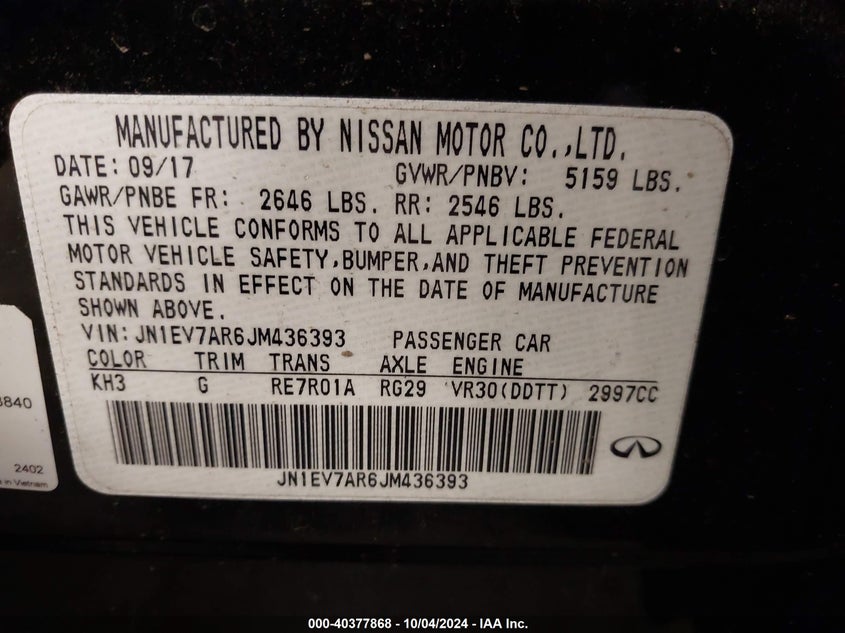 MANUFACTURED BY NISSAN MOTOR CO.,LTD.
DATE: 09/17 GVWR/PNBV: 5159 LBS.
GAWR/PNBE FR: 2646 LBS. RR: 2546 LBS.
THIS VEHICLE CONFORMS TO ALL APPLICABLE FEDERAL
MOTOR VEHICLE SAFETY,BUMPER,AND THEFT PREVENTION
STANDARDS IN EFFECT ON THE DATE OF MANUFACTURE
SHOWN ABOVE.
VIN:JN1EV7AR6JM436393 PASSENGER CAR
COLOR TRIM TRANS AXLE ENGINE
KH3 G RE7R01A RG29 VR30(DDTT) 2997CC
JN1EV7AR6JM436393
2402
in Vietnam
000-40377868 - 10/04/2024 - IAA Inc.